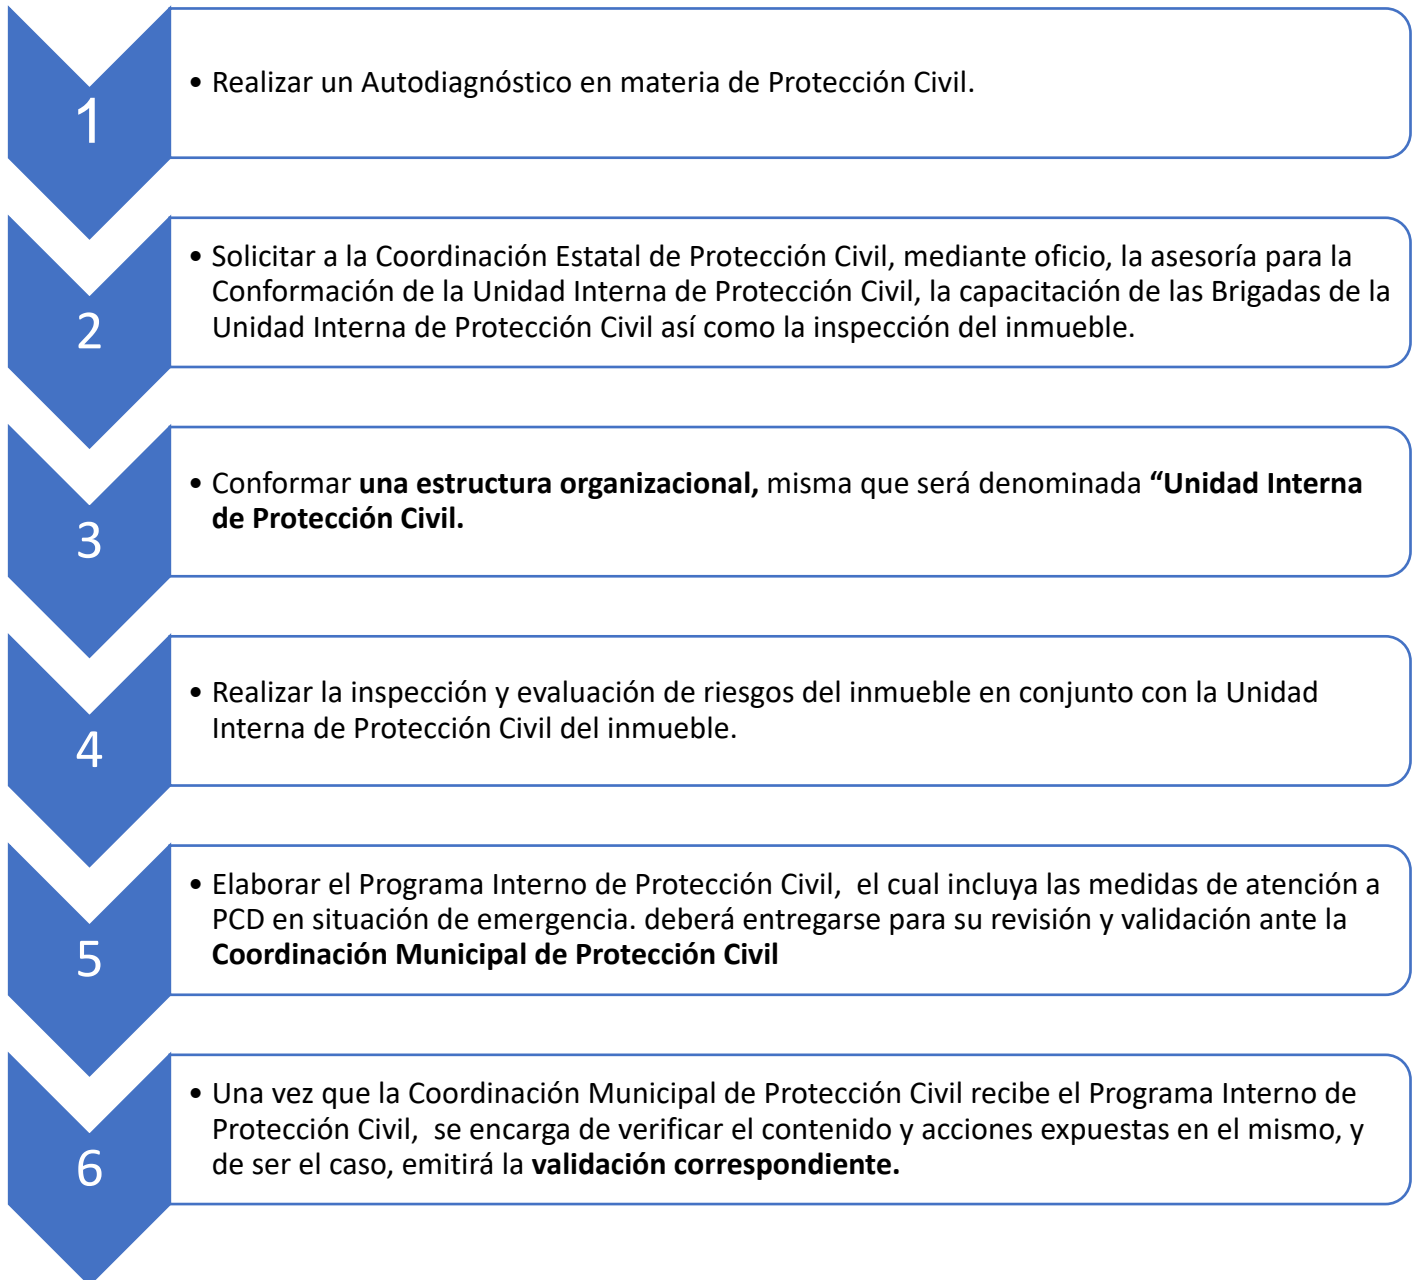 1
• Realizar un Autodiagnóstico en materia de Protección Civil.
2
• Solicitar a la Coordinación Estatal de Protección Civil, mediante oficio, la asesoría para la
Conformación de la Unidad Interna de Protección Civil, la capacitación de las Brigadas de la
Unidad Interna de Protección Civil así como la inspección del inmueble.
3
• Conformar una estructura organizacional, misma que será denominada “Unidad Interna
de Protección Civil.
4
• Realizar la inspección y evaluación de riesgos del inmueble en conjunto con la Unidad
Interna de Protección Civil del inmueble.
5
• Elaborar el Programa Interno de Protección Civil,  el cual incluya las medidas de atención a
PCD en situación de emergencia. deberá entregarse para su revisión y validación ante la
Coordinación Municipal de Protección Civil
6
• Una vez que la Coordinación Municipal de Protección Civil recibe el Programa Interno de
Protección Civil,  se encarga de verificar el contenido y acciones expuestas en el mismo, y
de ser el caso, emitirá la validación correspondiente.